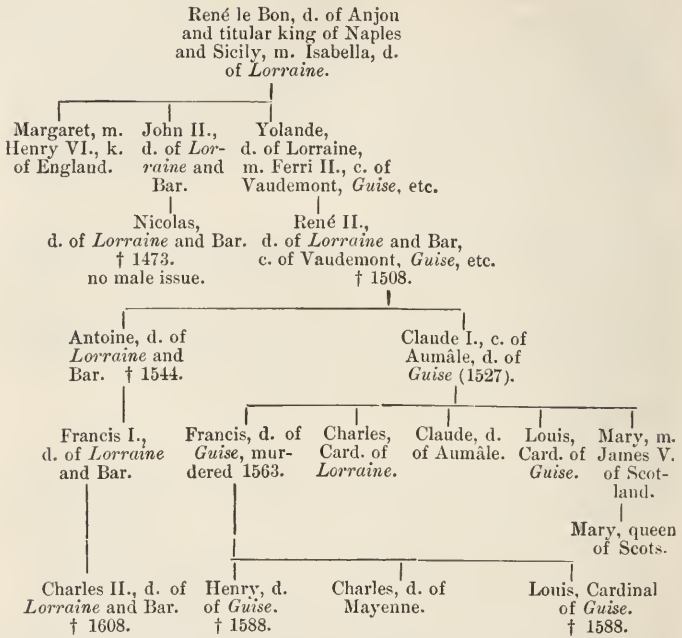 René le Bon, d. of Anjon
and titular king of Naples
and Sicily, m. Isabella, d.
of Lorraine.
Margaret, m.
Henry VI., k.
of England.
John II.,
d. of Lor-
raine and
Bar.
Yolande,
d. of Lorraine,
m. Ferri II., c. of
Vaudemont, Guise, etc.
Nicolas,
d. of Lorraine and Bar.
† 1473.
no male issue.
René II.,
d. of Lorraine and Bar,
c. of Vaudemont, Guise, etc.
† 1508.
Antoine, d. of
Lorraine and
Bar. † 1544.
Claude I., c. of
Aumâle, d. of
Guise (1527).
Francis I.,
d. of Lorraine
and Bar.
Francis, d. of
Guise, mur-
dered 1563.
Charles,
Card. of
Lorraine.
Claude, d.
of Aumâle.
Louis,
Card. of
Guise.
Mary, m.
James V.
of Scot-
land.
Mary, queen
of Scots.
Charles II., d. of
Lorraine and Bar.
† 1608.
Henry, d.
of Guise.
† 1588.
Charles, d. of
Mayenne.
Louis, Cardinal
of Guise.
† 1588.